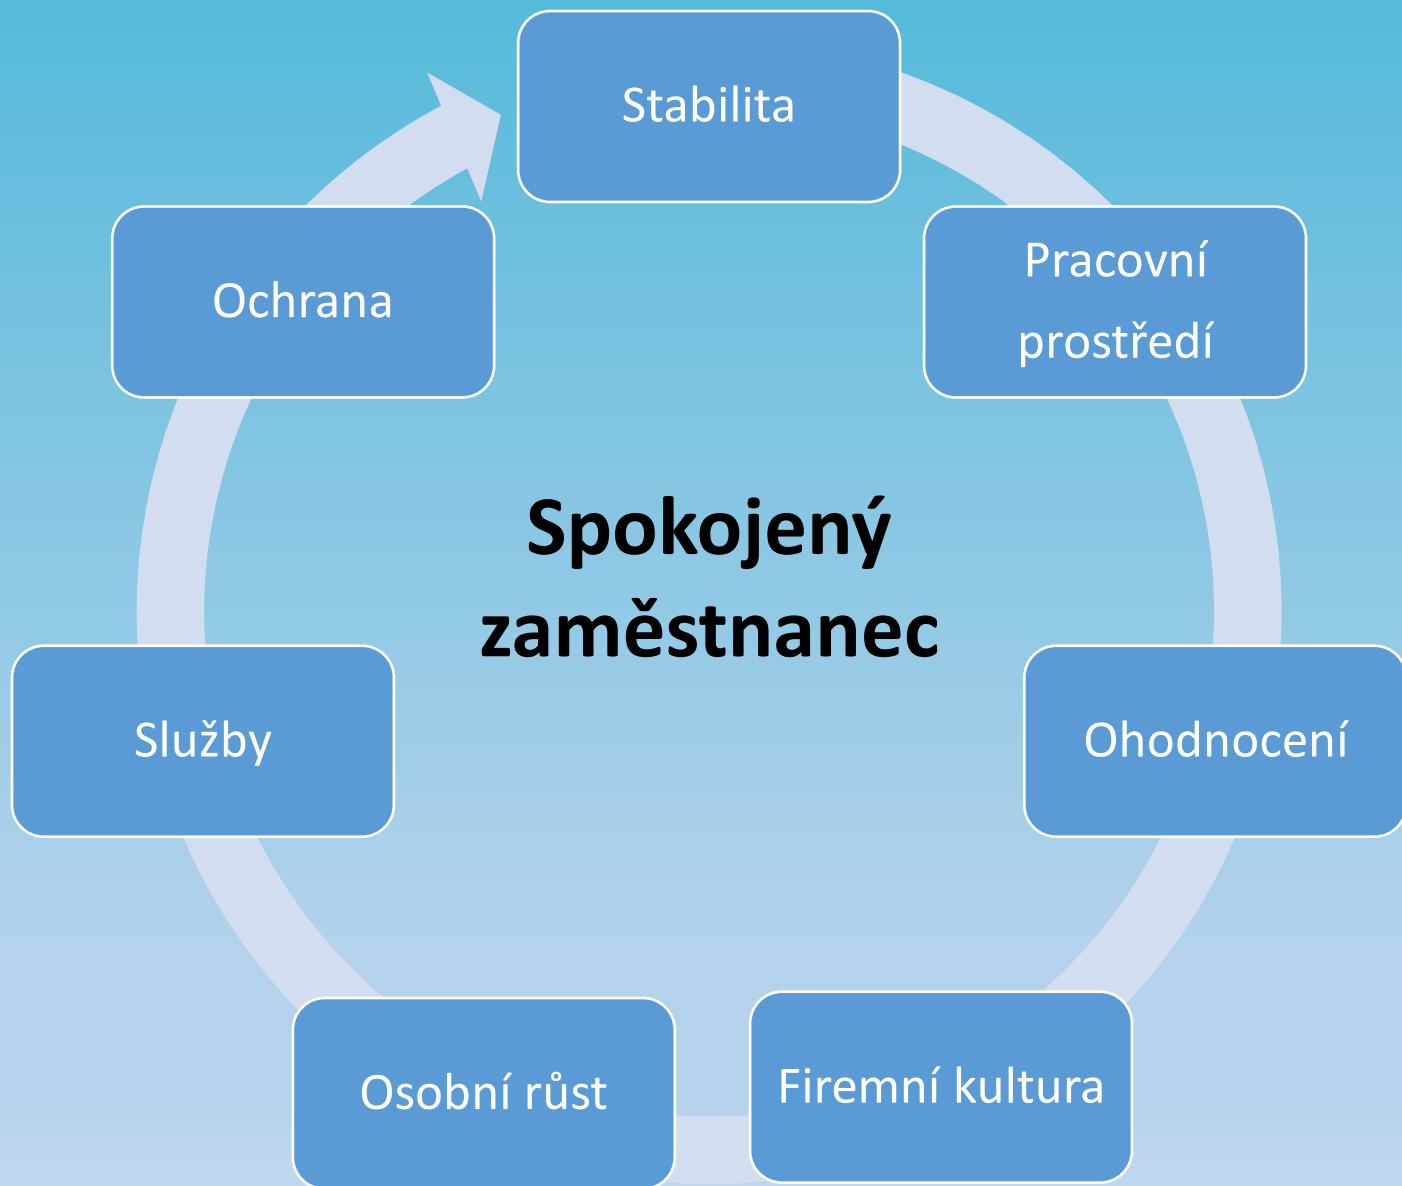 Stabilita
Pracovní
prostředí
Ohodnocení
Firemní kultura
Osobní růst
Služby
Ochrana
Spokojený
zaměstnanec